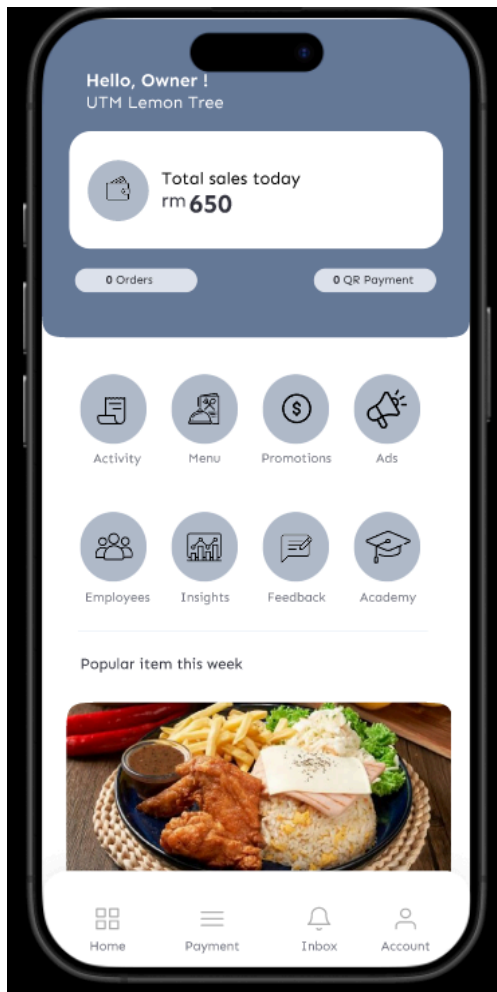 Hello, Owner !
UTM Lemon Tree
Total sales today
rm 650
0 Orders
0 QR Payment
Activity
Menu
Promotions
Ads
Employees
Insights
Feedback
Academy
Popular item this week
Home
Payment
Inbox
Account